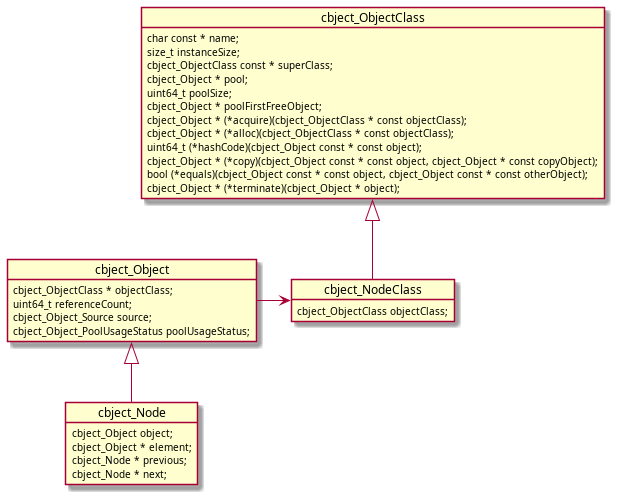 cbject_ObjectClass
char const * name;
size_t instanceSize;
cbject_ObjectClass const * superClass;
cbject_Object * pool;
uint64_t poolSize;
cbject_Object * poolFirstFreeObject;
cbject_Object * (*acquire)(cbject_ObjectClass * const objectClass);
cbject_Object * (*alloc)(cbject_ObjectClass * const objectClass);
uint64_t (*hashCode)(cbject_Object const * const object);
cbject_Object * (*copy)(cbject_Object const * const object, cbject_Object * const copyObject);
bool (*equals)(cbject_Object const * const object, cbject_Object const * const otherObject);
cbject_Object * (*terminate)(cbject_Object * object);
cbject_Object
cbject_ObjectClass * objectClass;
uint64_t referenceCount;
cbject_Object_Source source;
cbject_Object_PoolUsageStatus poolUsageStatus;
cbject_NodeClass
cbject_ObjectClass objectClass;
cbject_Node
cbject_Object object;
cbject_Object * element;
cbject_Node * previous;
cbject_Node * next;